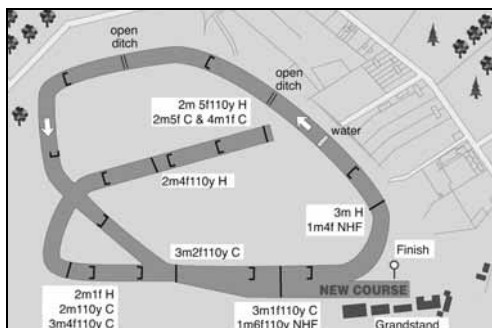 open
ditch
open
ditch
2m 5f110y H
2m5f C & 4m1f C
water
2m4f110y H
3m H
1m4f NHF
3m2f110y C
Finish
NEW COURSE
2m1f H
2m110y C
3m4f110y C
3m1f110y C
1m6f110y NHF
Grandstand